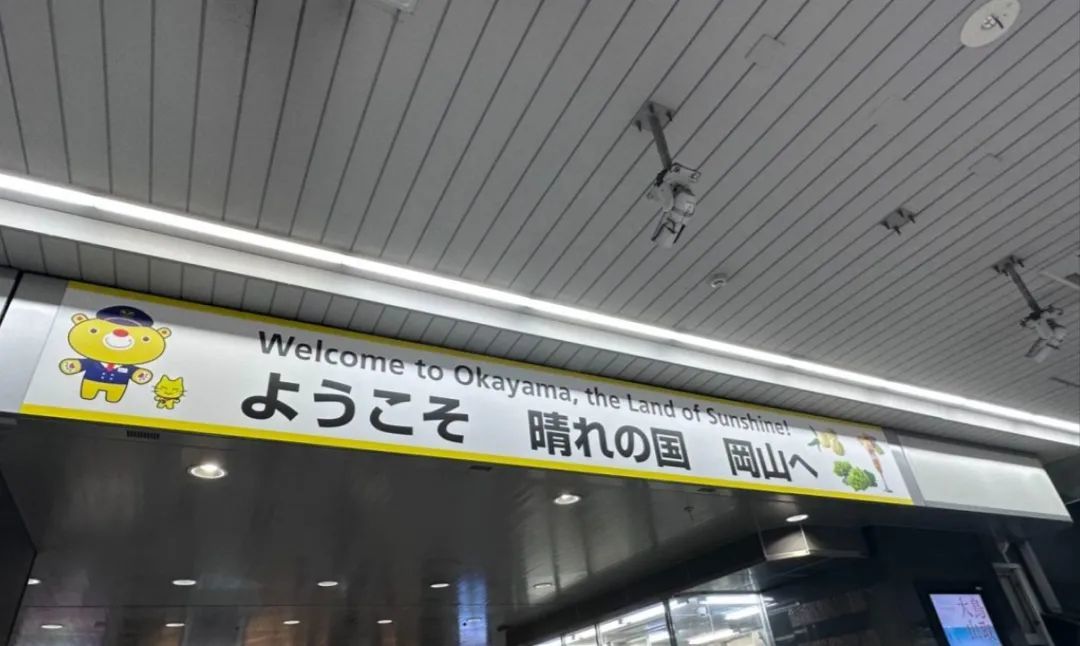 Welcome to Okayama, the Land of Sunshine!
ようこそ　晴れの国　岡山へ